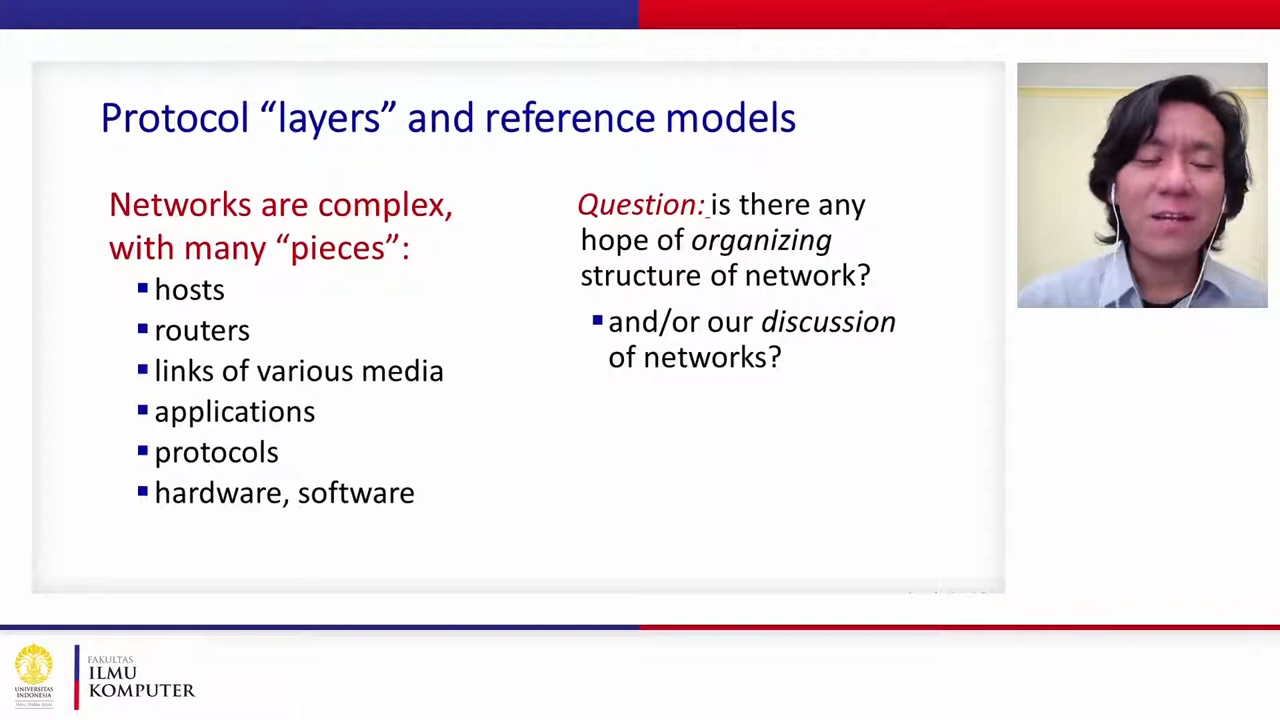 Protocol “layers” and reference models
Networks are complex,
with many “pieces”:
▪ hosts
▪ routers
▪ links of various media
▪ applications
▪ protocols
▪ hardware, software
Question: is there any
hope of organizing
structure of network?
▪ and/or our discussion
of networks?
UNIVERSITAS
INDONESIA
FAKULTAS
ILMU
KOMPUTER